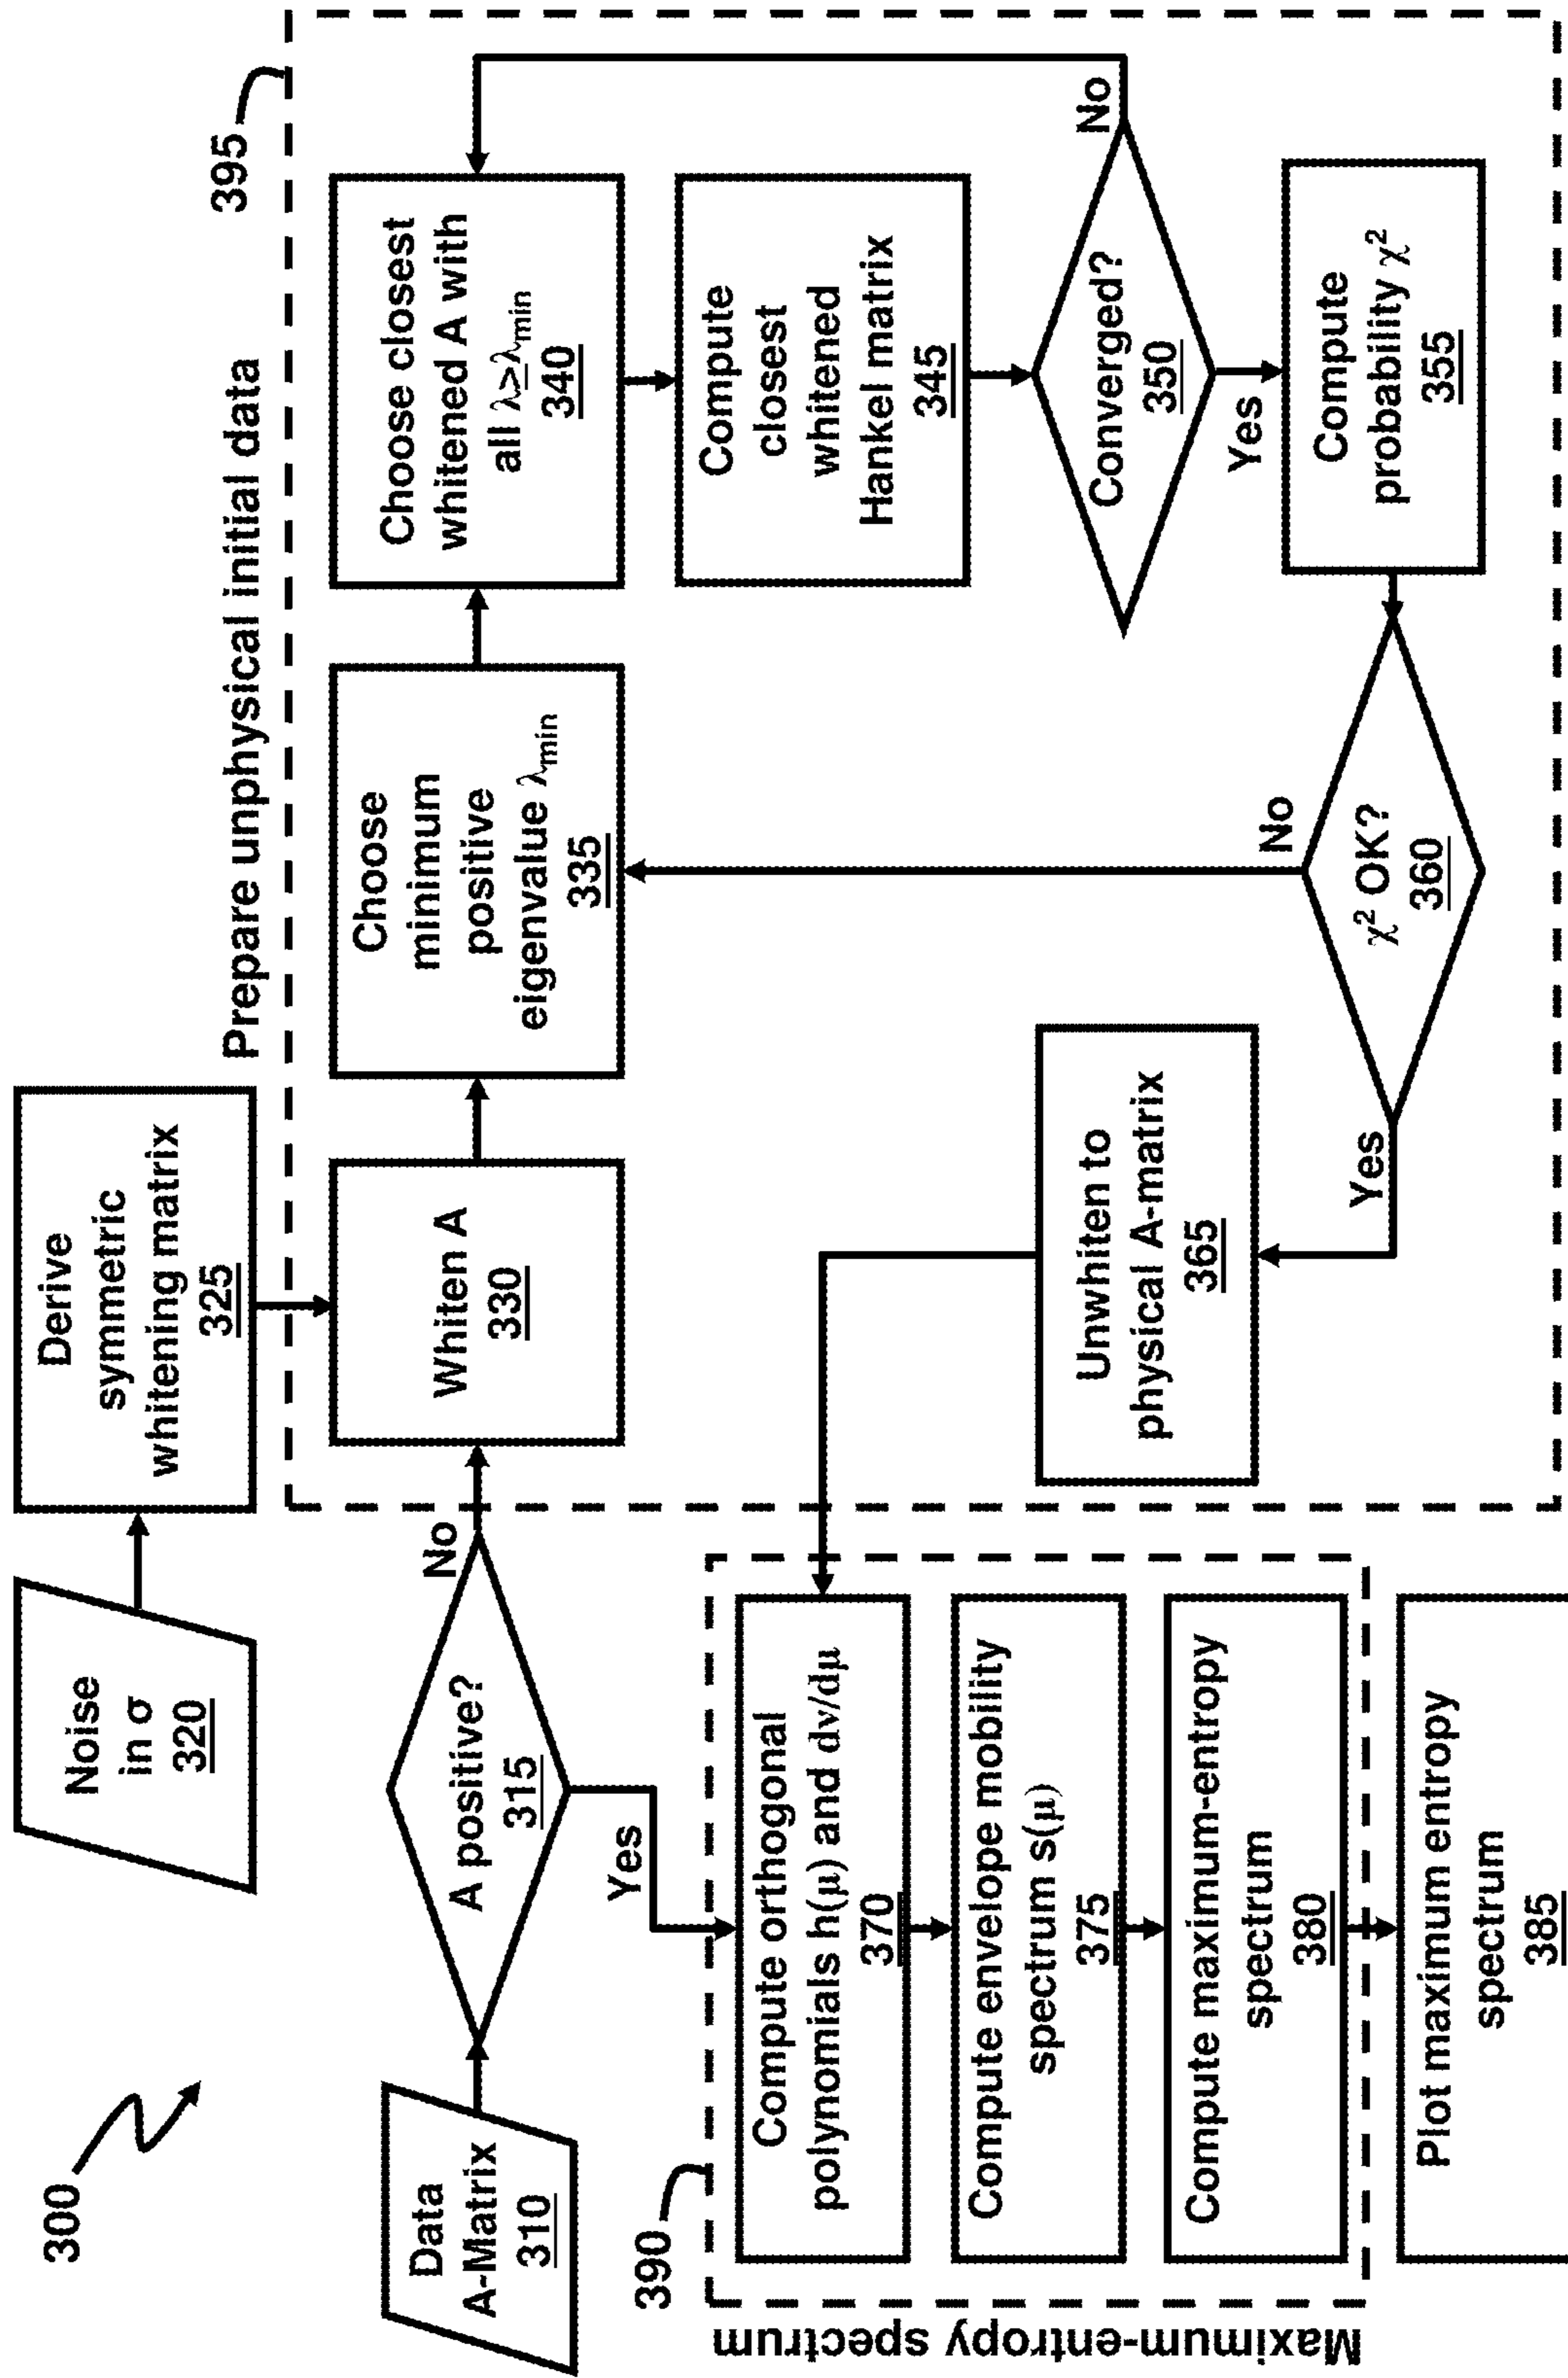 300
Data
A-Matrix
310
A positive?
315
No
Yes
Noise
in σ
320
Derive
symmetric
whitening matrix
325
Prepare unphysical initial data
395
Whiten A
330
Choose
minimum
positive
eigenvalue λmin
335
Choose closest
whitened A with
all λ≥λmin
340
Compute
closest
whitened
Hankel matrix
345
Converged?
350
No
Yes
Compute
probability χ²
355
χ² OK?
360
No
Yes
Unwhiten to
physical A-matrix
365
390
Maximum-entropy spectrum
Compute orthogonal
polynomials h(μ) and dν/dμ
370
Compute envelope mobility
spectrum s(μ)
375
Compute maximum-entropy
spectrum
380
Plot maximum entropy
spectrum
385